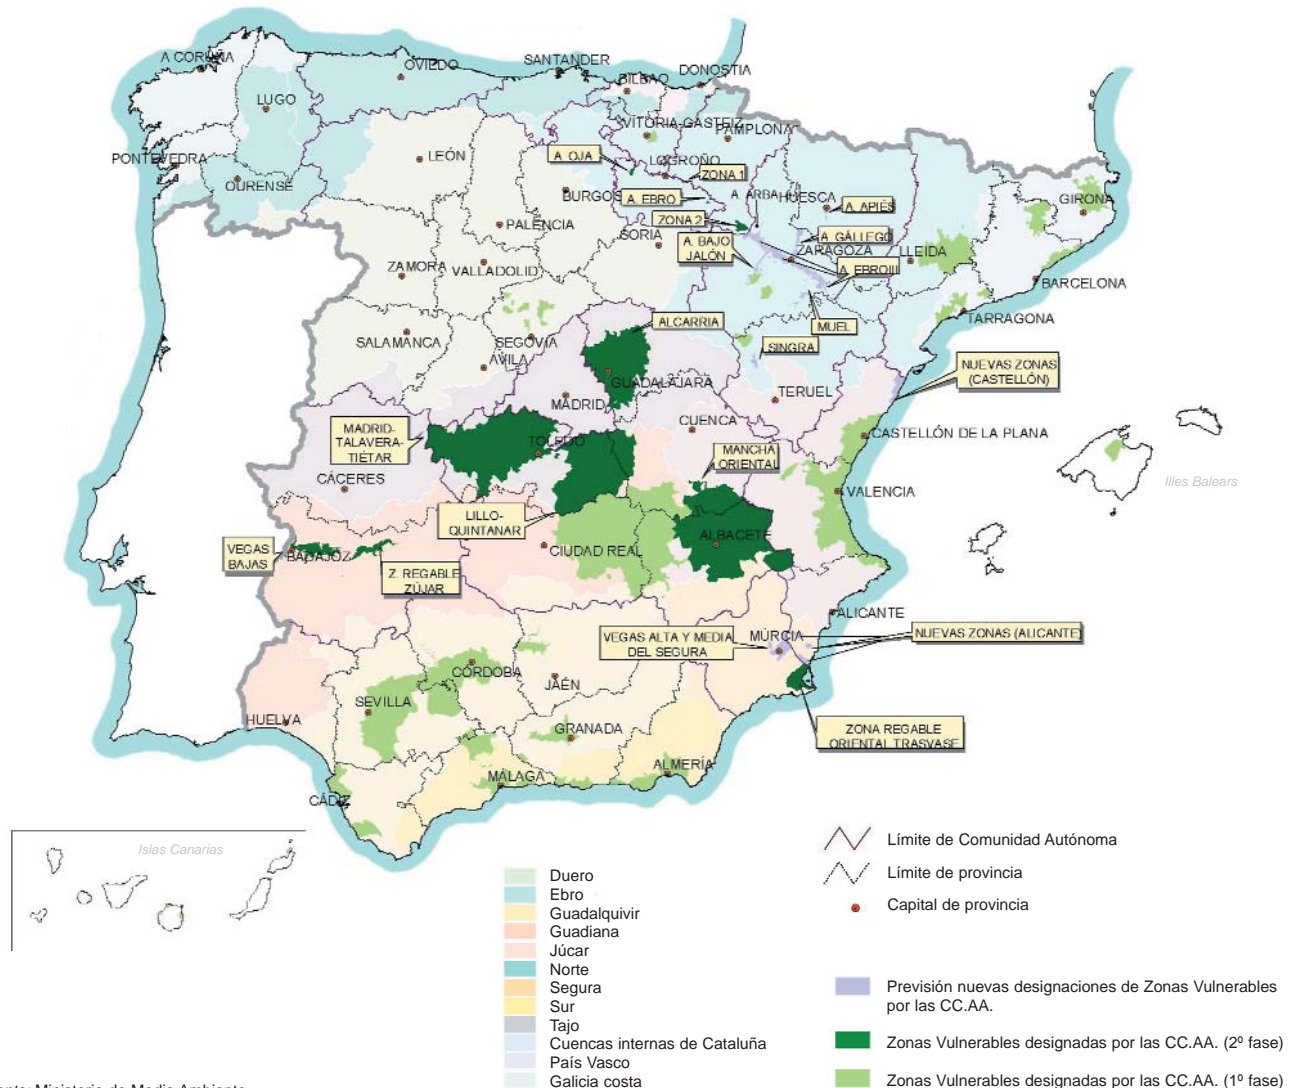 A CORUÑA
OVIEDO
SANTANDER
BILBAO
DONOSTIA
LUGO
VITORIA-GASTEIZ
PAMPLONA
PONTEVEDRA
LEÓN
A. OJA
LOGROÑO
ZONA 1
OURENSE
BURGOS
A. EBRO
A. ARBA
HUESCA
A. APIÉS
GIRONA
PALENCIA
ZONA 2
SORIA
A. GÁLLEGO
A. BAJO
JALÓN
ZARAGOZA
LLEIDA
ZAMORA
VALLADOLID
A. EBROIII
BARCELONA
ALCARRIA
MUEL
TARRAGONA
SALAMANCA
SEGOVIA
SINGRA
ÁVILA
NUEVAS ZONAS
(CASTELLÓN)
GUADALAJARA
TERUEL
MADRID
MADRID-
TALAVERA-
TIÉTAR
CUENCA
CASTELLÓN DE LA PLANA
TOLEDO
MANCHA
ORIENTAL
CÁCERES
VALENCIA
Illes Balears
LILLO-
QUINTANAR
ALBACETE
VEGAS
BAJAS
BADAJOZ
CIUDAD REAL
Z. REGABLE
ZÚJAR
ALICANTE
VEGAS ALTA Y MEDIA
DEL SEGURA
MÚRCIA
NUEVAS ZONAS (ALICANTE)
CÓRDOBA
JAÉN
SEVILLA
HUELVA
GRANADA
ZONA REGABLE
ORIENTAL TRASVASE
ALMERÍA
MÁLAGA
CÁDIZ
Islas Canarias
Límite de Comunidad Autónoma
Límite de provincia
Capital de provincia
Duero
Ebro
Guadalquivir
Guadiana
Júcar
Norte
Segura
Sur
Tajo
Cuencas internas de Cataluña
País Vasco
Galicia costa
Previsión nuevas designaciones de Zonas Vulnerables
por las CC.AA.
Zonas Vulnerables designadas por las CC.AA. (2º fase)
Zonas Vulnerables designadas por las CC.AA. (1º fase)